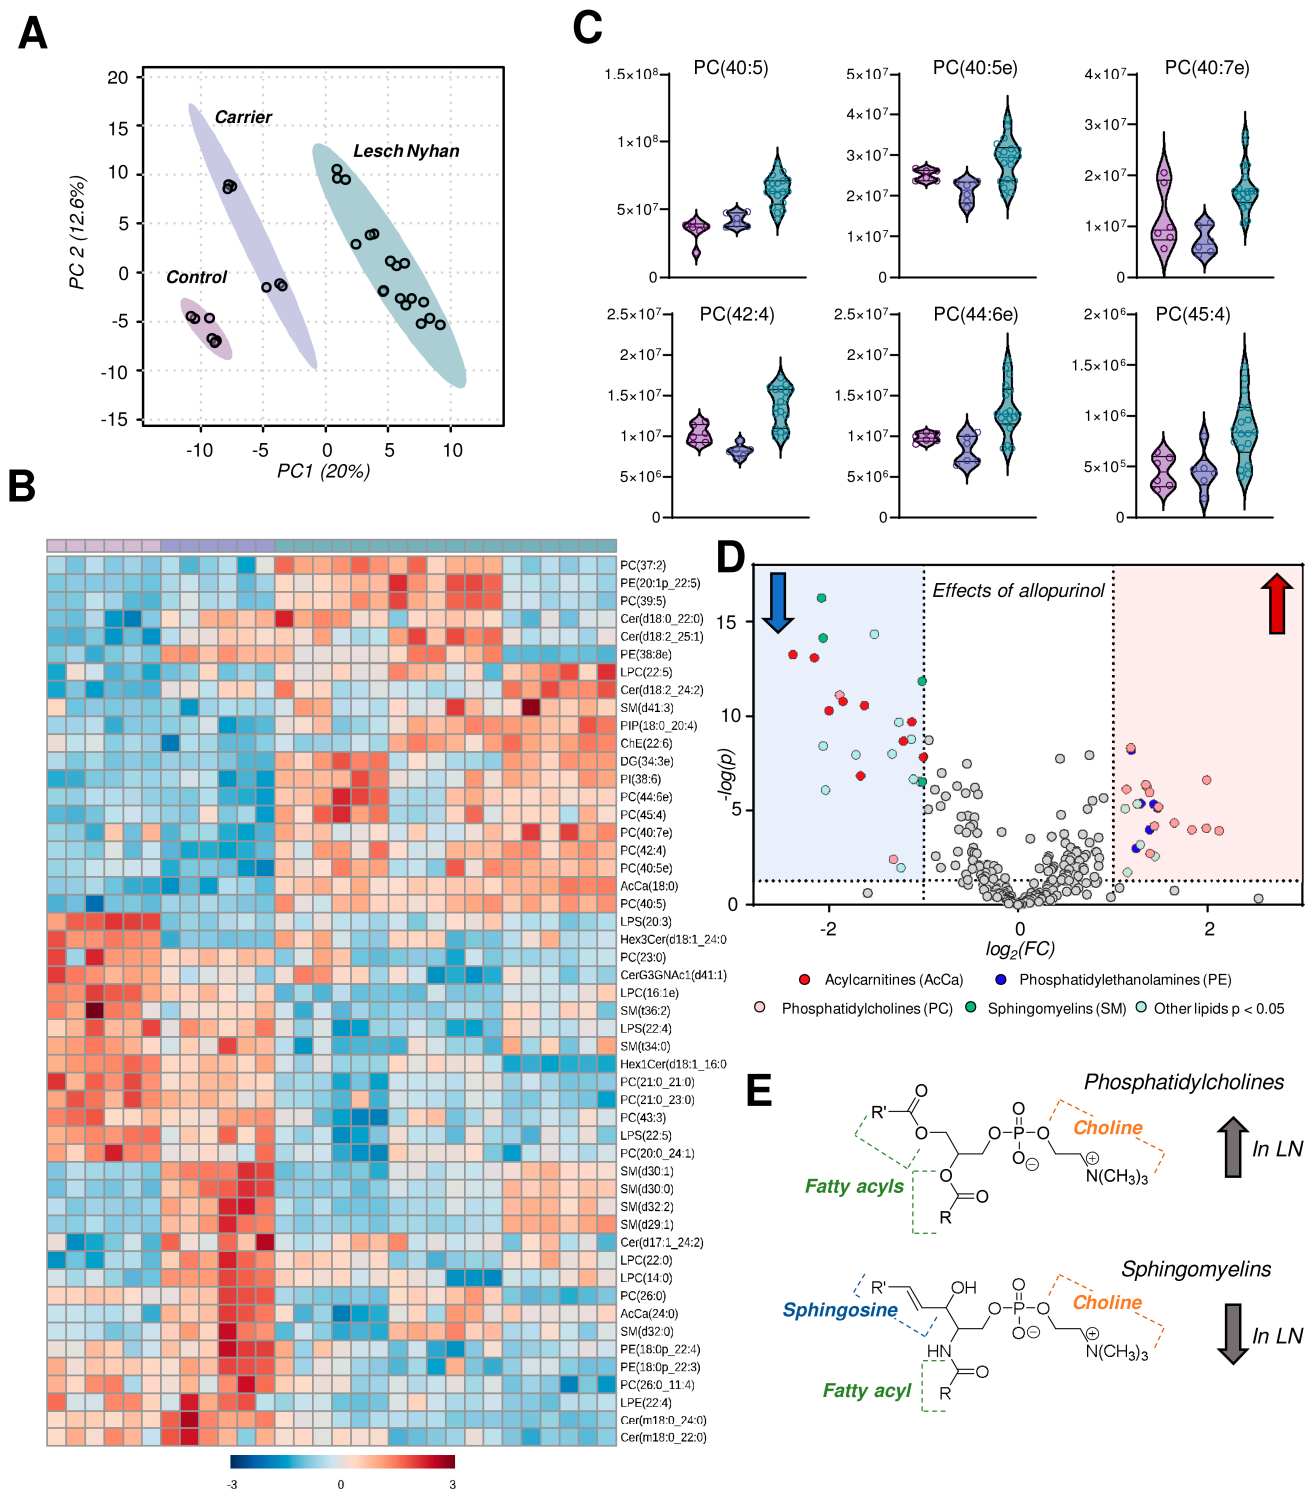 A
20
15
10
5
0
-5
-10
-15
PC 2 (12.6%)
Carrier
Lesch Nyhan
Control
-10
-5
0
5
10
PC1 (20%)
C
PC(40:5)
1.5×10⁸
1×10⁸
5×10⁷
0
PC(40:5e)
5×10⁷
4×10⁷
3×10⁷
2×10⁷
1×10⁷
0
PC(40:7e)
4×10⁷
3×10⁷
2×10⁷
1×10⁷
0
PC(42:4)
2.5×10⁷
2×10⁷
1.5×10⁷
1×10⁷
5×10⁶
0
PC(44:6e)
2.5×10⁷
2×10⁷
1.5×10⁷
1×10⁷
5×10⁶
0
PC(45:4)
2×10⁶
1.5×10⁶
1×10⁶
5×10⁵
0
B
PC(37:2)
PE(20:1p_22:5)
PC(39:5)
Cer(d18:0_22:0)
Cer(d18:2_25:1)
PE(38:8e)
LPC(22:5)
Cer(d18:2_24:2)
SM(d41:3)
PIP(18:0_20:4)
ChE(22:6)
DG(34:3e)
PI(38:6)
PC(44:6e)
PC(45:4)
PC(40:7e)
PC(42:4)
PC(40:5e)
AcCa(18:0)
PC(40:5)
LPS(20:3)
Hex3Cer(d18:1_24:0
PC(23:0)
CerG3GNAc1(d41:1)
LPC(16:1e)
SM(t36:2)
LPS(22:4)
SM(t34:0)
Hex1Cer(d18:1_16:0
PC(21:0_21:0)
PC(21:0_23:0)
PC(43:3)
LPS(22:5)
PC(20:0_24:1)
SM(d30:1)
SM(d30:0)
SM(d32:2)
SM(d29:1)
Cer(d17:1_24:2)
LPC(22:0)
LPC(14:0)
PC(26:0)
AcCa(24:0)
SM(d32:0)
PE(18:0p_22:4)
PE(18:0p_22:3)
PC(26:0_11:4)
LPE(22:4)
Cer(m18:0_24:0)
Cer(m18:0_22:0)
-3
0
3
D
Effects of allopurinol
15
10
5
0
-log(p)
-2
0
2
log₂(FC)
Acylcarnitines (AcCa)
Phosphatidylethanolamines (PE)
Phosphatidylcholines (PC)
Sphingomyelins (SM)
Other lipids p < 0.05
E
Phosphatidylcholines
R'
O
O
O
P
O
O
O
Choline
N(CH₃)₃
Fatty acyls
O
O
R
In LN
Sphingomyelins
R'
OH
O
O
P
O
O
Choline
N(CH₃)₃
Sphingosine
HN
O
R
Fatty acyl
In LN